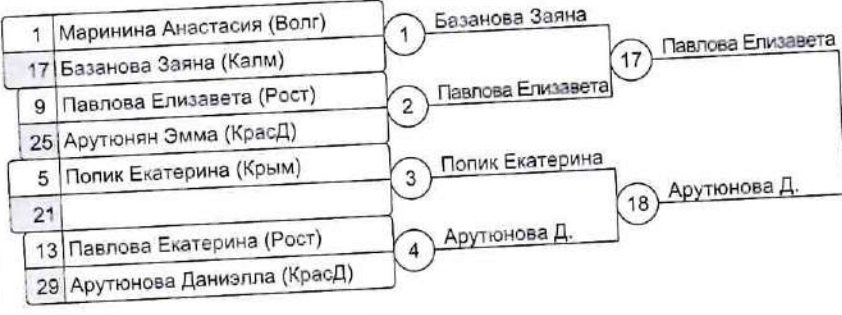 1 Маринина Анастасия (Волг)
17 Базанова Заяна (Калм)
9 Павлова Елизавета (Рост)
25 Арутюнян Эмма (КрасД)
5 Попик Екатерина (Крым)
21
13 Павлова Екатерина (Рост)
29 Арутюнова Даниэлла (КрасД)
1 Базанова Заяна
2 Павлова Елизавета
3 Попик Екатерина
4 Арутюнова Д.
17 Павлова Елизавета
18 Арутюнова Д.